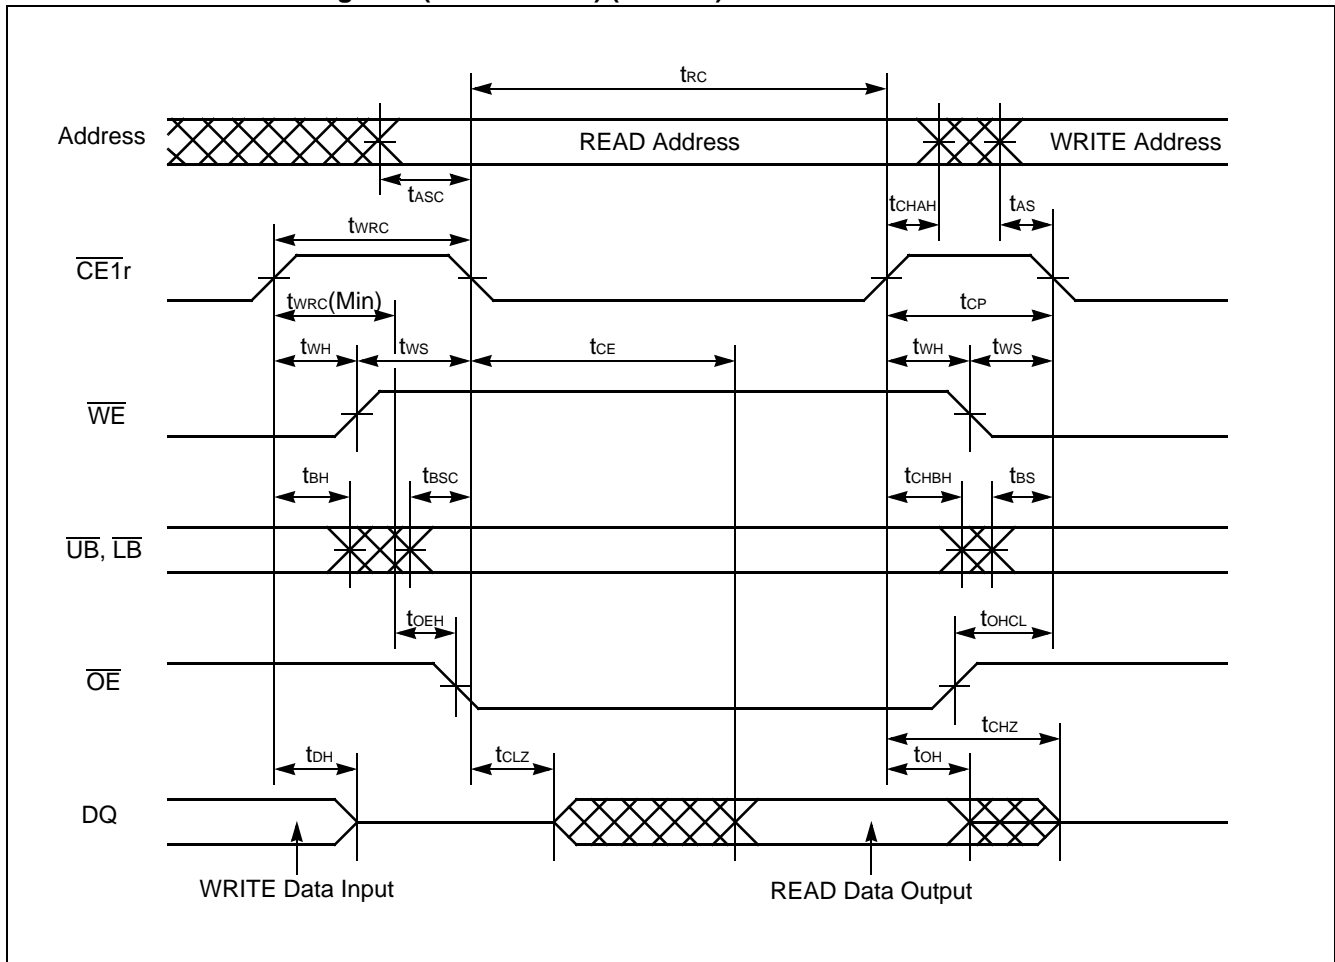 tRC
Address
READ Address
WRITE Address
tASC
tCHAH
tAS
tWRC
CE1r
tWRC(Min)
tCP
tWH
tWS
tCE
tWH
tWS
WE
tBH
tBSC
tCHBH
tBS
UB, LB
tOEH
tOHCL
OE
tCHZ
tDH
tCLZ
tOH
DQ
WRITE Data Input
READ Data Output